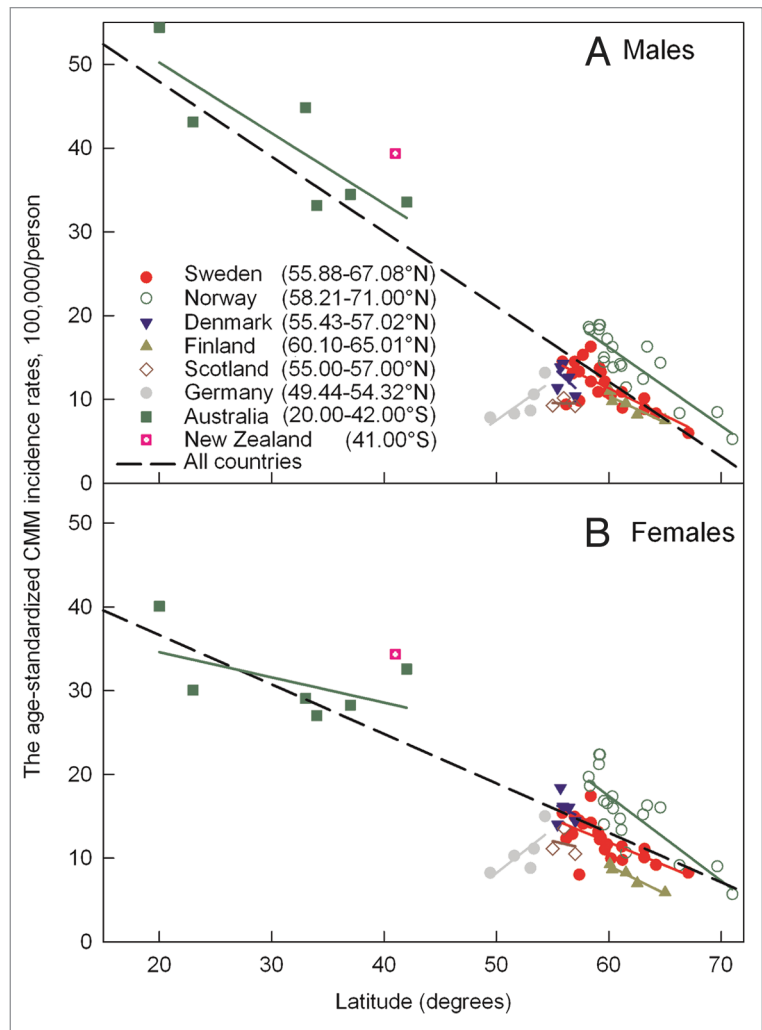 The age-standardized CMM incidence rates, 100,000/person
A Males
50
40
30
20
10
0
Sweden (55.88-67.08°N)
Norway (58.21-71.00°N)
Denmark (55.43-57.02°N)
Finland (60.10-65.01°N)
Scotland (55.00-57.00°N)
Germany (49.44-54.32°N)
Australia (20.00-42.00°S)
New Zealand (41.00°S)
All countries
B Females
50
40
30
20
10
0
20 30 40 50 60 70
Latitude (degrees)